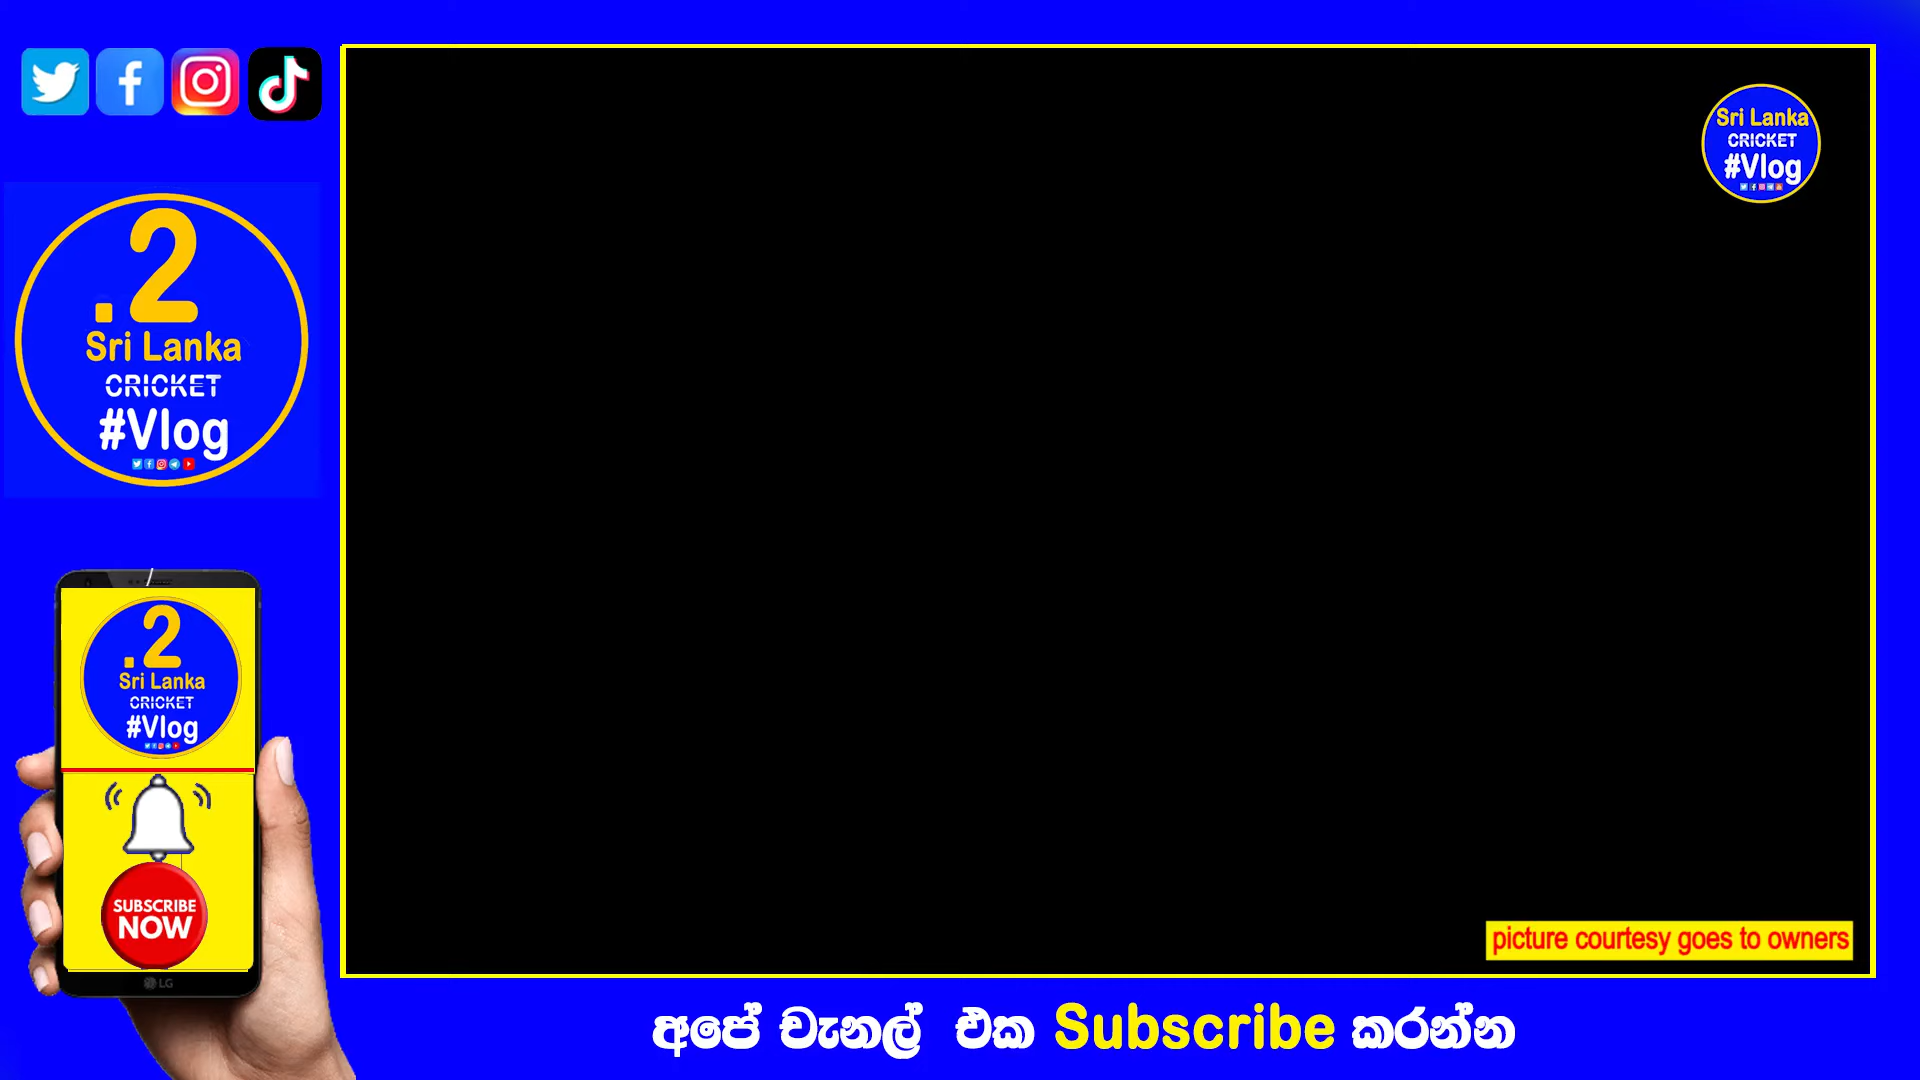 Sri Lanka
CRICKET
#Vlog
.2
Sri Lanka
CRICKET
#Vlog
.2
Sri Lanka
CRICKET
#Vlog
SUBSCRIBE
NOW
LG
picture courtesy goes to owners
අපේ චැනල් එක Subscribe කරන්න